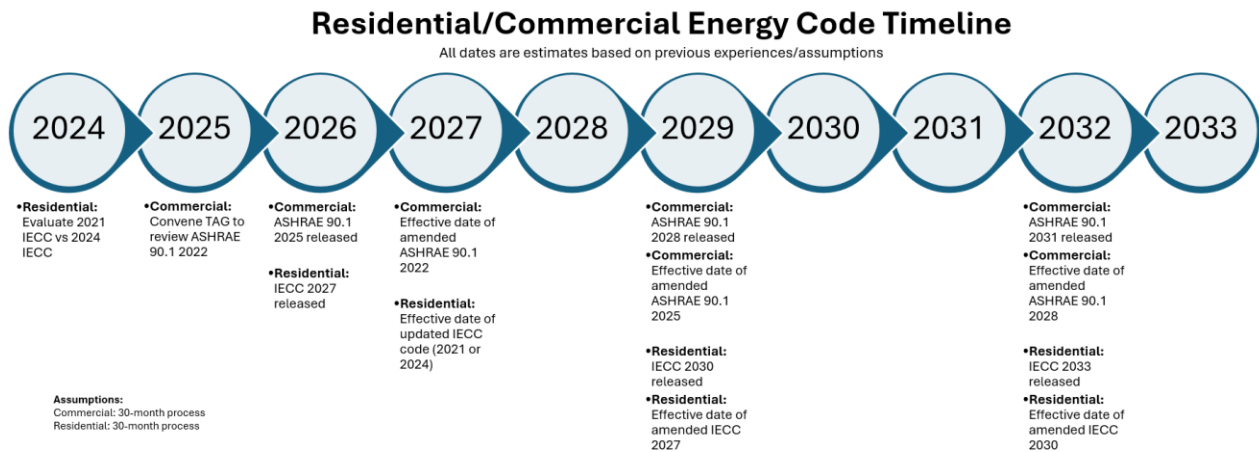 Residential/Commercial Energy Code Timeline
All dates are estimates based on previous experiences/assumptions
2024
2025
2026
2027
2028
2029
2030
2031
2032
2033
•Residential:
Evaluate 2021
IECC vs 2024
IECC
•Commercial:
Convene TAG to
review ASHRAE
90.1 2022
•Commercial:
ASHRAE 90.1
2025 released
•Residential:
IECC 2027
released
•Commercial:
Effective date of
amended
ASHRAE 90.1
2022
•Residential:
Effective date of
updated IECC
code (2021 or
2024)
•Commercial:
ASHRAE 90.1
2028 released
•Commercial:
Effective date of
amended
ASHRAE 90.1
2025
•Residential:
IECC 2030
released
•Residential:
Effective date of
amended IECC
2027
•Commercial:
ASHRAE 90.1
2031 released
•Commercial:
Effective date of
amended
ASHRAE 90.1
2028
•Residential:
IECC 2033
released
•Residential:
Effective date of
amended IECC
2030
Assumptions:
Commercial: 30-month process
Residential: 30-month process